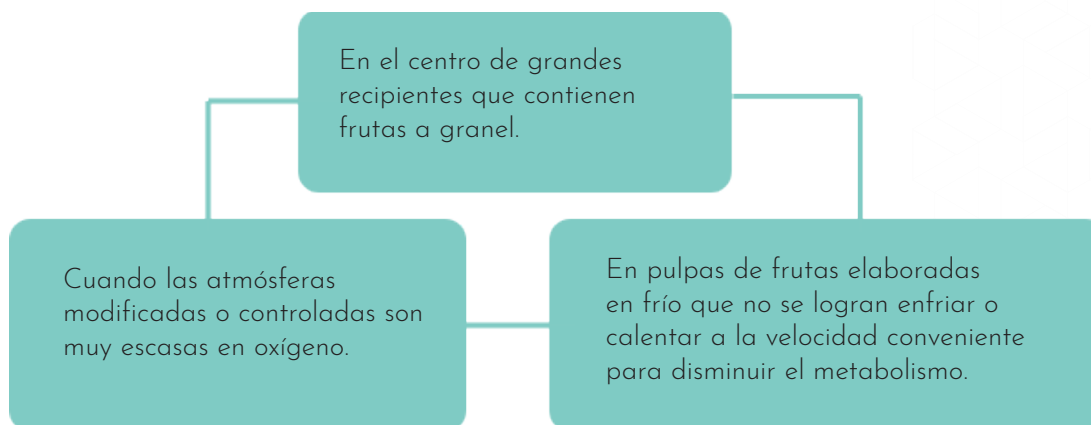 En el centro de grandes
recipientes que contienen
frutas a granel.
Cuando las atmósferas
modificadas o controladas son
muy escasas en oxígeno.
En pulpas de frutas elaboradas
en frío que no se logran enfriar o
calentar a la velocidad conveniente
para disminuir el metabolismo.